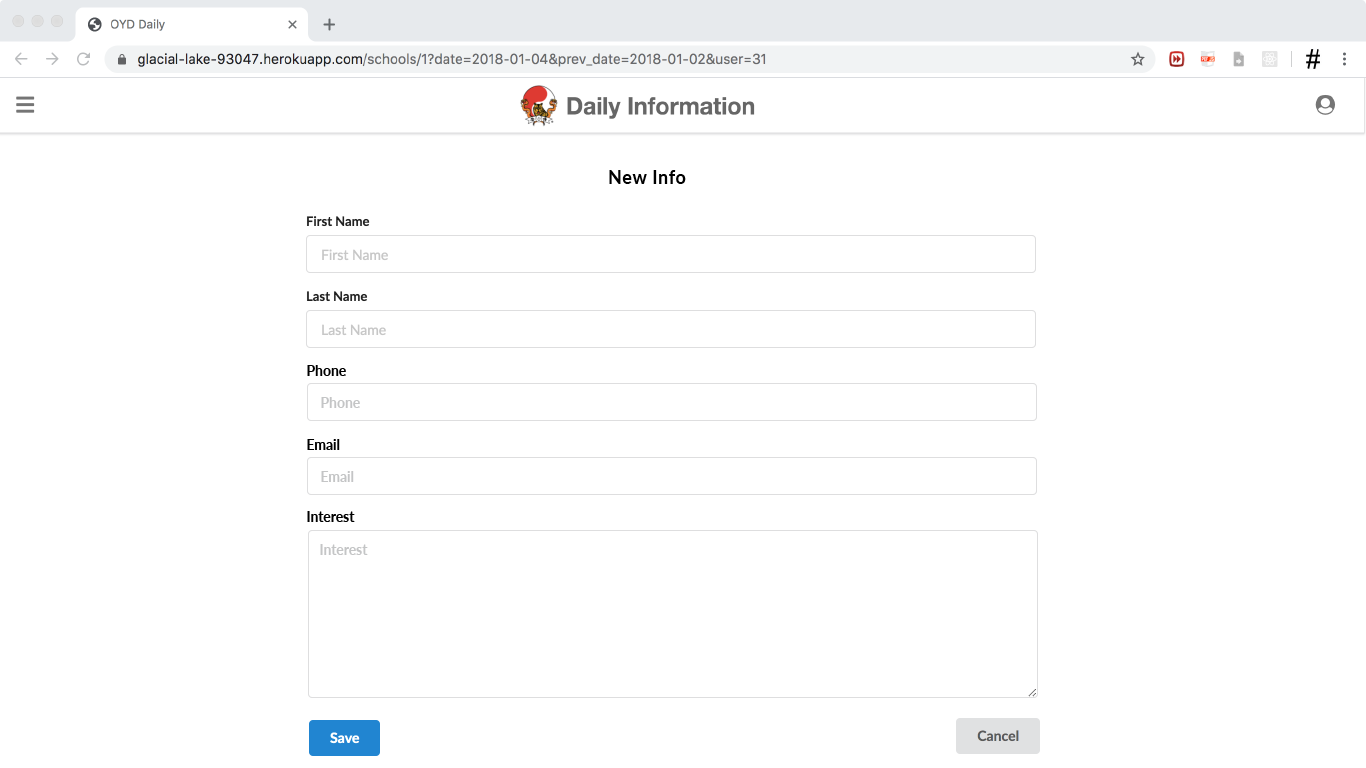 OYD Daily
glacial-lake-93047.herokuapp.com/schools/1?date=2018-01-04&prev_date=2018-01-02&user=31
Daily Information
New Info
First Name
First Name
Last Name
Last Name
Phone
Phone
Email
Email
Interest
Interest
Save
Cancel